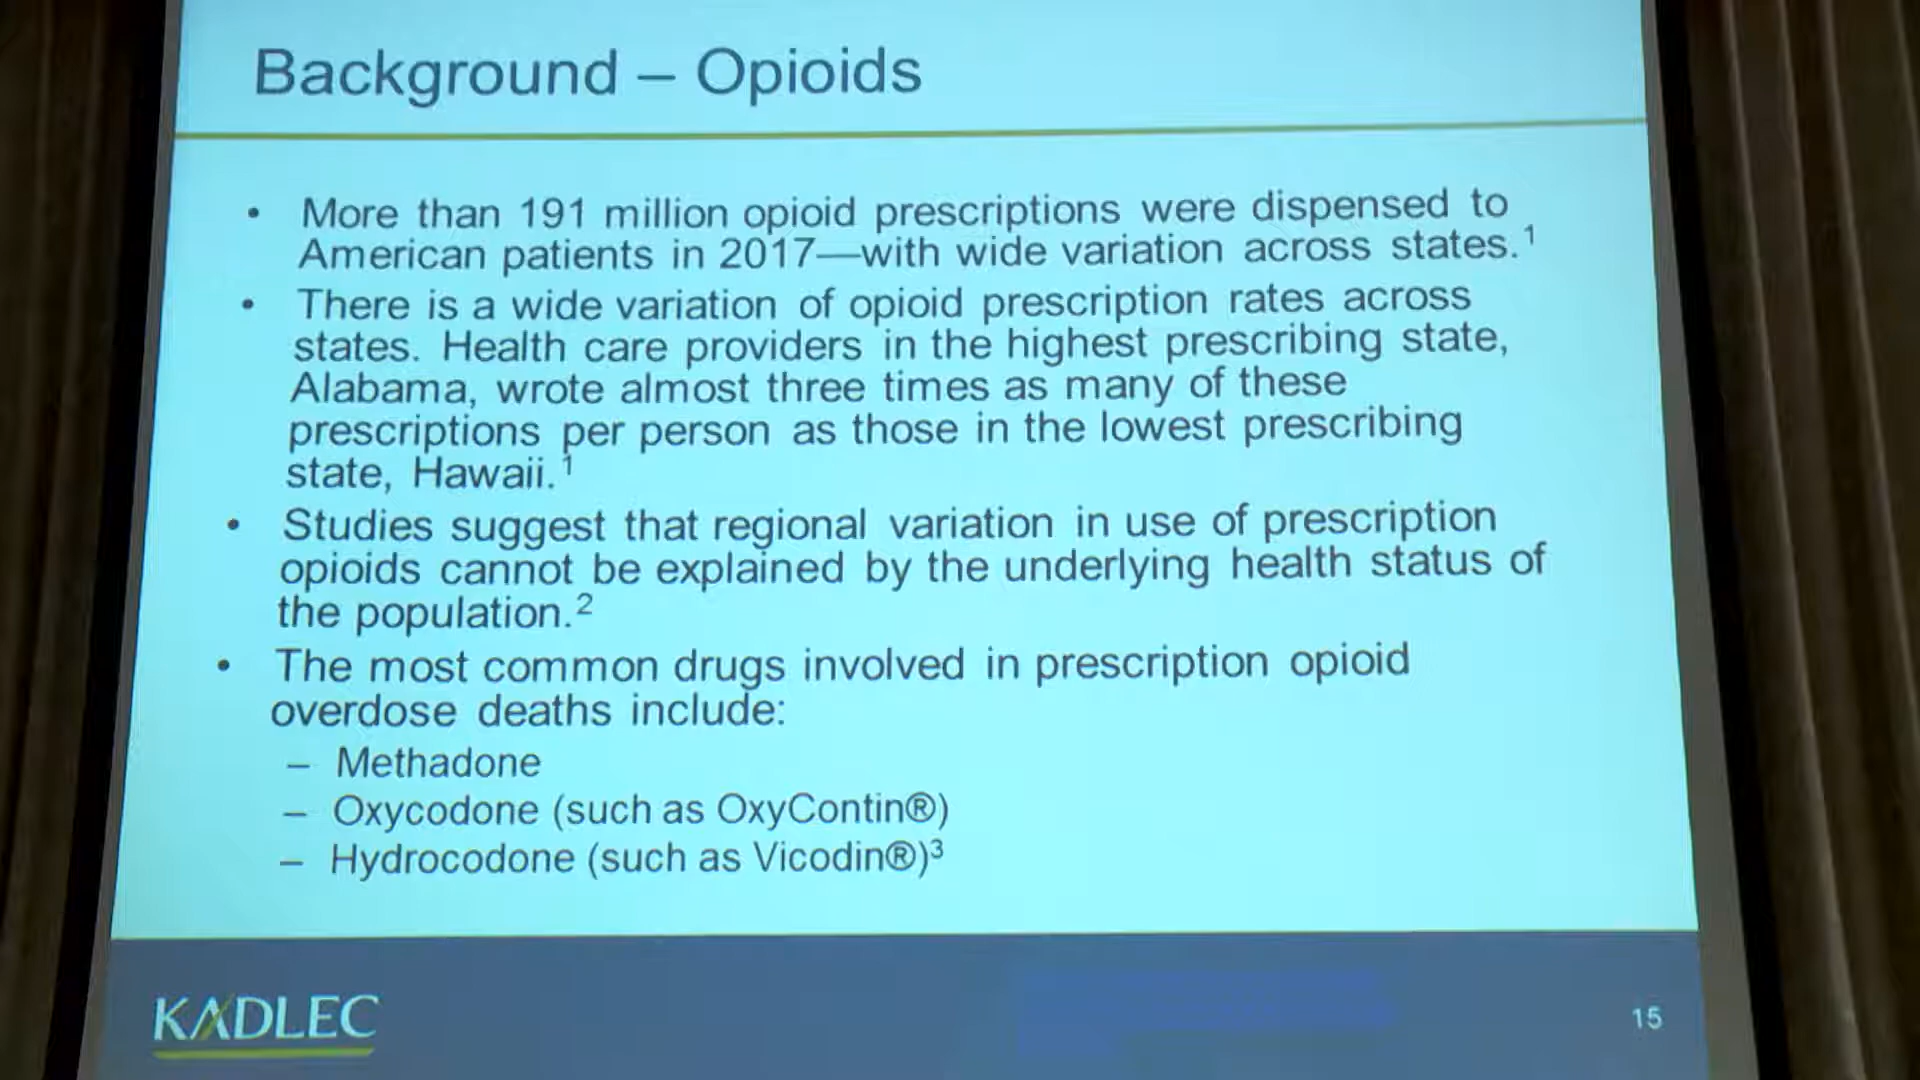 Background – Opioids
• More than 191 million opioid prescriptions were dispensed to
American patients in 2017—with wide variation across states.¹
• There is a wide variation of opioid prescription rates across
states. Health care providers in the highest prescribing state,
Alabama, wrote almost three times as many of these
prescriptions per person as those in the lowest prescribing
state, Hawaii. ¹
• Studies suggest that regional variation in use of prescription
opioids cannot be explained by the underlying health status of
the population.²
• The most common drugs involved in prescription opioid
overdose deaths include:
– Methadone
– Oxycodone (such as OxyContin®)
– Hydrocodone (such as Vicodin®)³
KADLEC
15